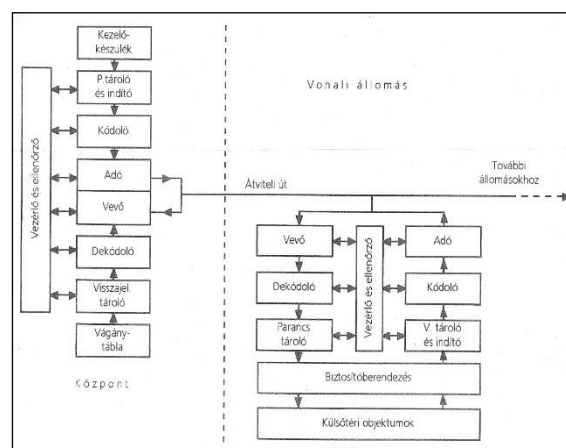 Kezelő-
készülék
P.tároló
és indító
Kódoló
Adó
Vevő
Dekódoló
Visszajel.
tároló
Vágány-
tábla
Vezérlő és ellenőrző
Központ
Vonali állomás
Átviteli út
További
állomásokhoz
Vevő
Dekódoló
Parancs
tároló
Vezérlő és ellenőrző
Adó
Kódoló
V. tároló
és indító
Biztosítóberendezés
Külsőtéri objektumok